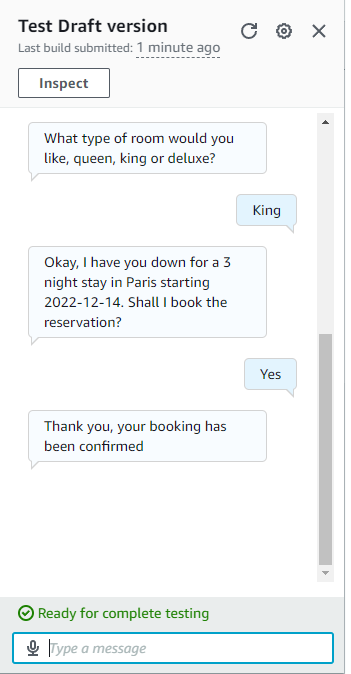 Test Draft version
Last build submitted: 1 minute ago
Inspect
What type of room would you
like, queen, king or deluxe?
King
Okay, I have you down for a 3
night stay in Paris starting
2022-12-14. Shall I book the
reservation?
Yes
Thank you, your booking has
been confirmed
Ready for complete testing
Type a message